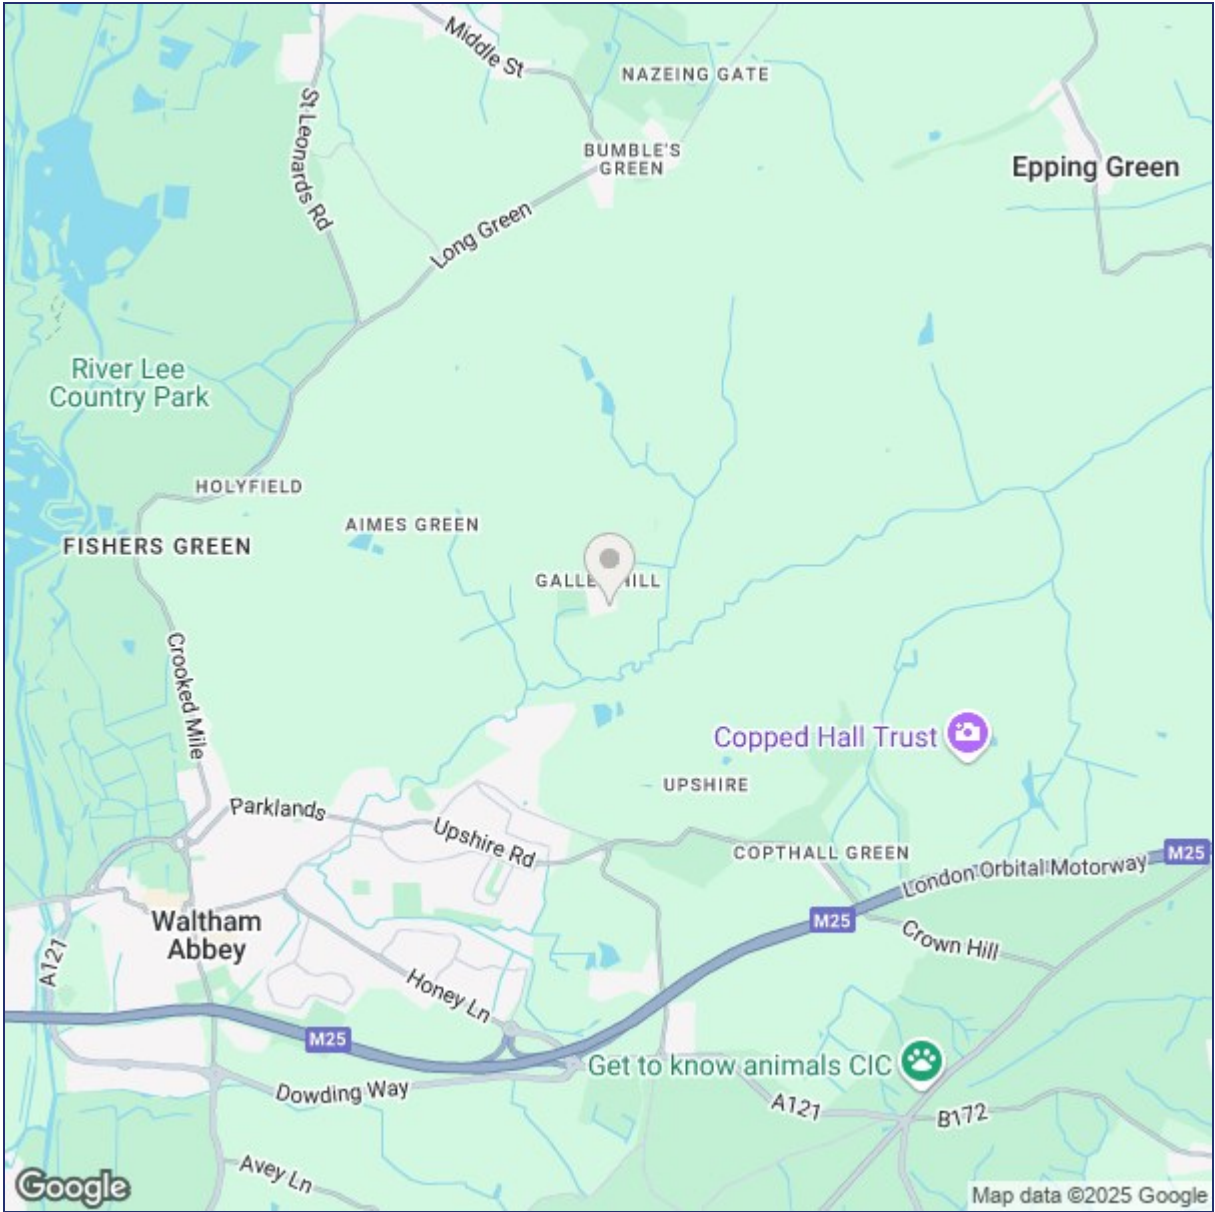 Middle St
NAZEING GATE
St Leonards Rd
BUMBLE'S
GREEN
Epping Green
Long Green
River Lee
Country Park
HOLYFIELD
AIMES GREEN
FISHERS GREEN
HILL
Crooked Mile
Copped Hall Trust
UPSHIRE
Parklands
Upshire Rd
COPTHALL GREEN
M25
London Orbital Motorway
M25
Waltham
Abbey
Crown Hill
A121
Honey Ln
M25
Get to know animals CIC
Dowding Way
A121
B172
Avey Ln
Google
Map data ©2025 Google